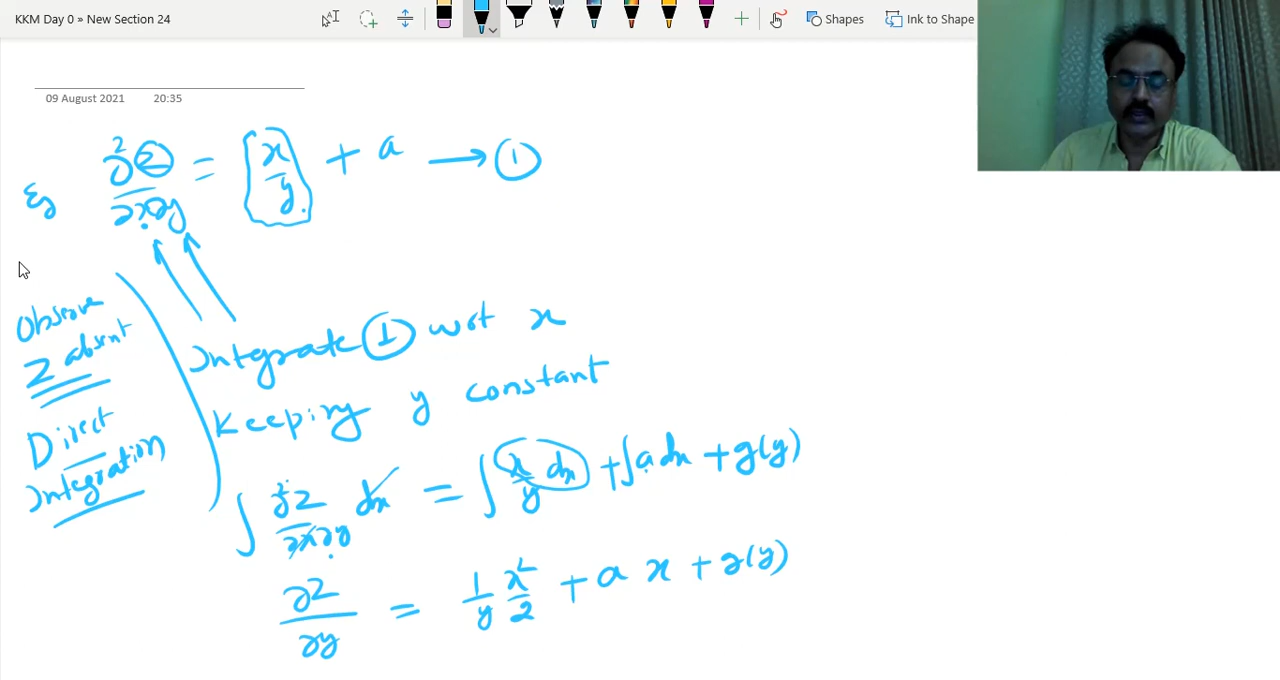 KKM Day 0 » New Section 24
Shapes
Ink to Shape
09 August 2021 20:35
Eg ∂²z/∂x∂y = x/y + a → ①
Observe
z absent
Direct
integration
integrate ① wrt x
Keeping y constant
∫ ∂²z/∂x∂y dx = ∫ x/y dx + ∫ a dx + g(y)
∂z/∂y = 1/y x²/2 + a x + g(y)